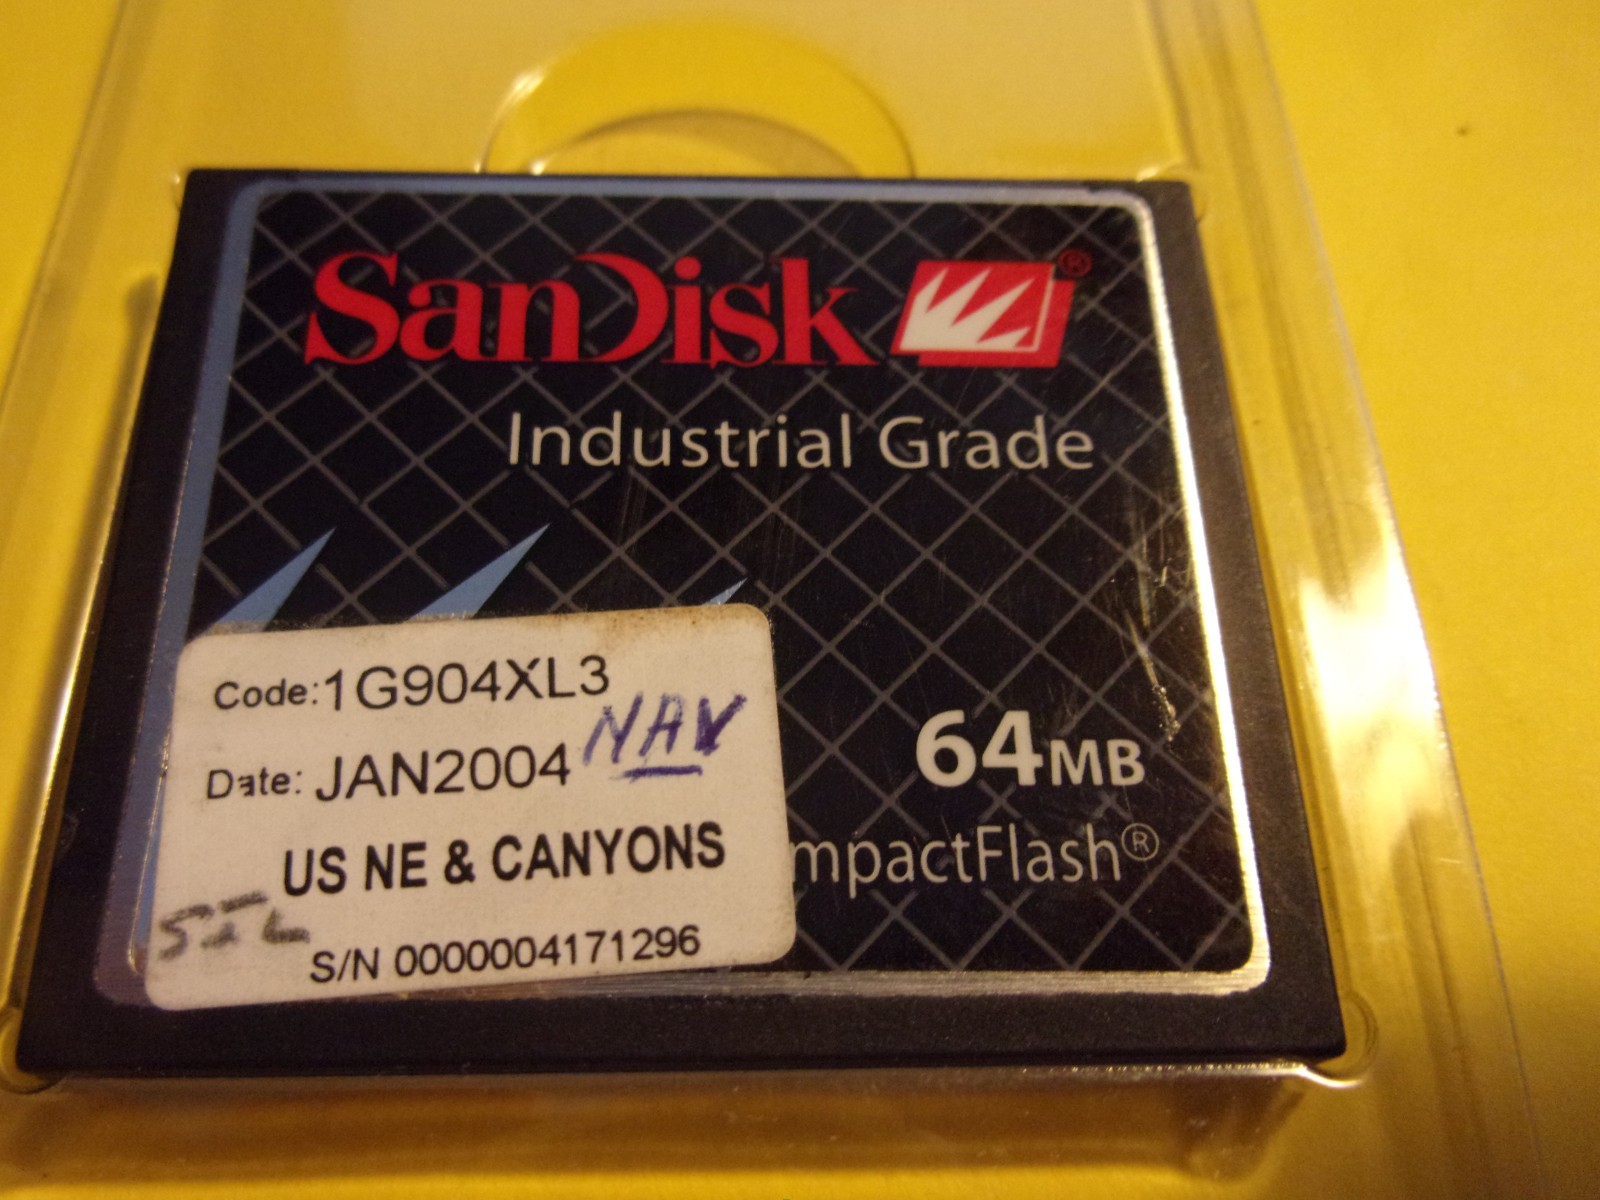 SanDisk ®
Industrial Grade
Code:1G904XL3
NAV
Date: JAN2004
64MB
US NE & CANYONS
mpactFlash®
S/N 0000004171296